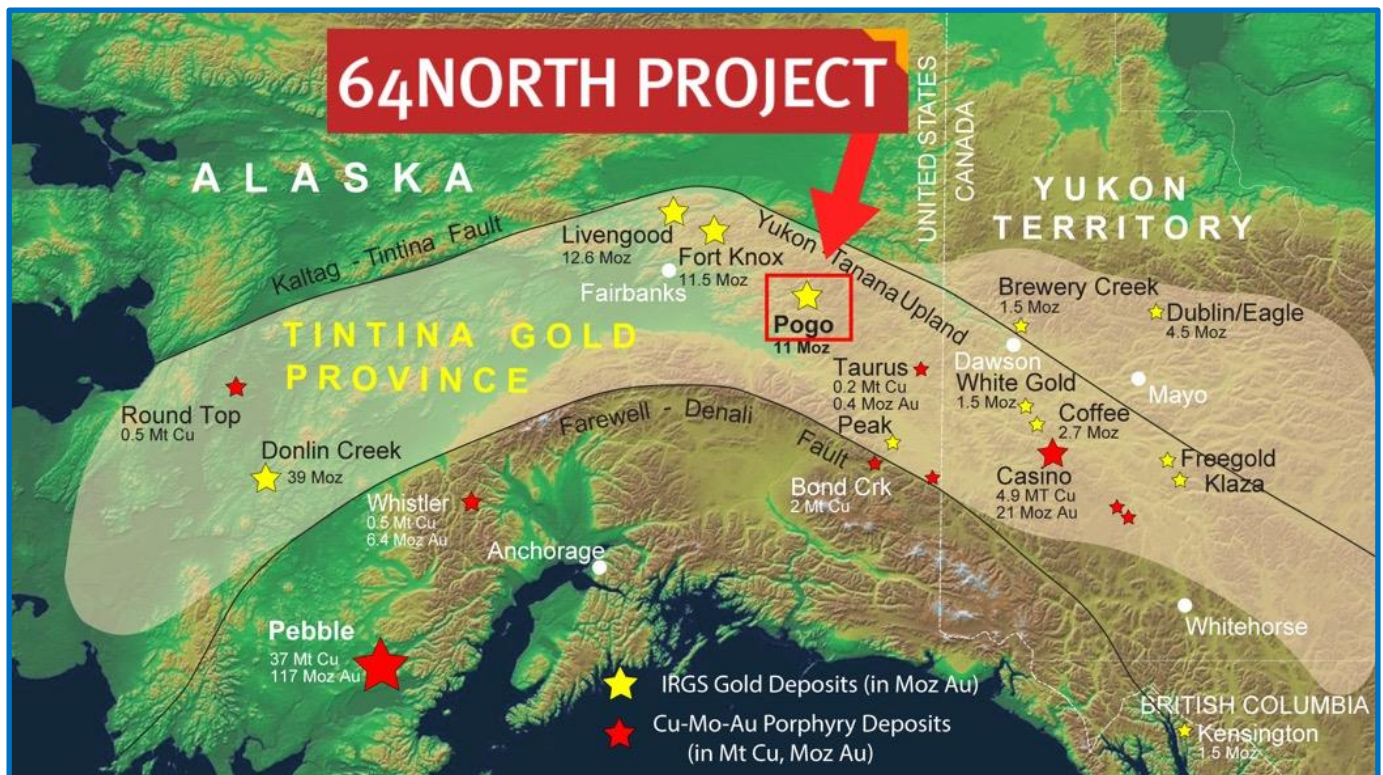 64NORTH PROJECT
ALASKA
UNITED STATES
CANADA
YUKON
TERRITORY
Kaltag - Tintina Fault
Livengood
12.6 Moz
Fort Knox
11.5 Moz
Fairbanks
Yukon - Tanana Upland
Pogo
11 Moz
Brewery Creek
1.5 Moz
Dublin/Eagle
4.5 Moz
TINTINA GOLD
PROVINCE
Dawson
Taurus
0.2 Mt Cu
0.4 Moz Au
White Gold
1.5 Moz
Mayo
Round Top
0.5 Mt Cu
Farewell - Denali Fault
Peak
Coffee
2.7 Moz
Donlin Creek
39 Moz
Freegold
Klaza
Casino
4.9 MT Cu
21 Moz Au
Whistler
0.5 Mt Cu
6.4 Moz Au
Bond Crk
2 Mt Cu
Anchorage
Whitehorse
Pebble
37 Mt Cu
117 Moz Au
IRGS Gold Deposits (in Moz Au)
Cu-Mo-Au Porphyry Deposits
(in Mt Cu, Moz Au)
BRITISH COLUMBIA
Kensington
1.5 Moz